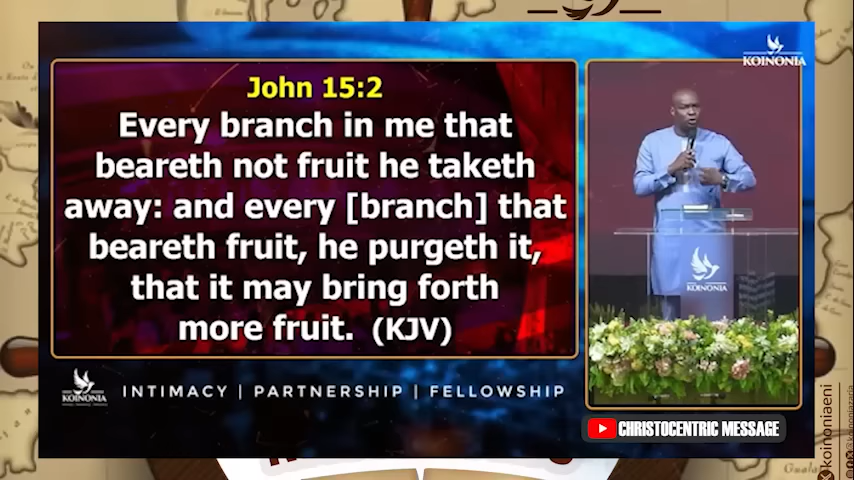 KOINONIA
John 15:2
Every branch in me that
beareth not fruit he taketh
away: and every [branch] that
beareth fruit, he purgeth it,
that it may bring forth
more fruit. (KJV)
KOINONIA
KOINONIA
INTIMACY | PARTNERSHIP | FELLOWSHIP
CHRISTOCENTRIC MESSAGE
koinoniaeni